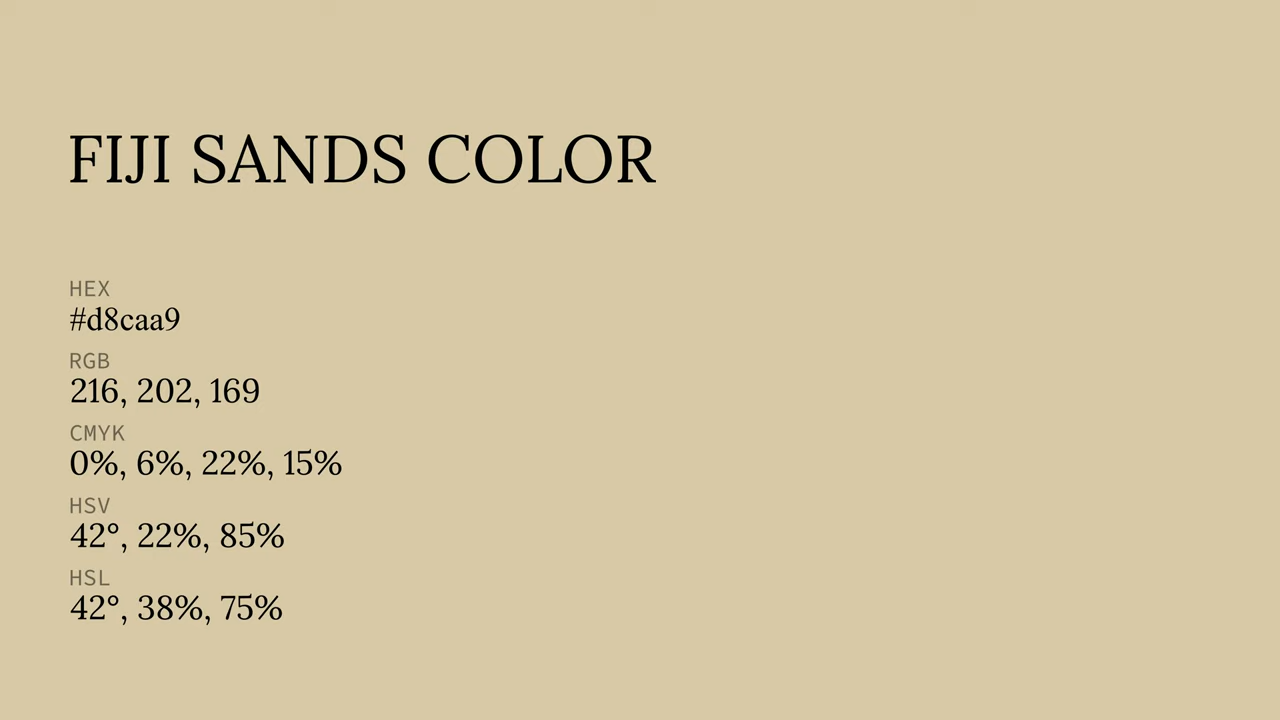 FIJI SANDS COLOR
HEX
#d8caa9
RGB
216, 202, 169
CMYK
0%, 6%, 22%, 15%
HSV
42°, 22%, 85%
HSL
42°, 38%, 75%